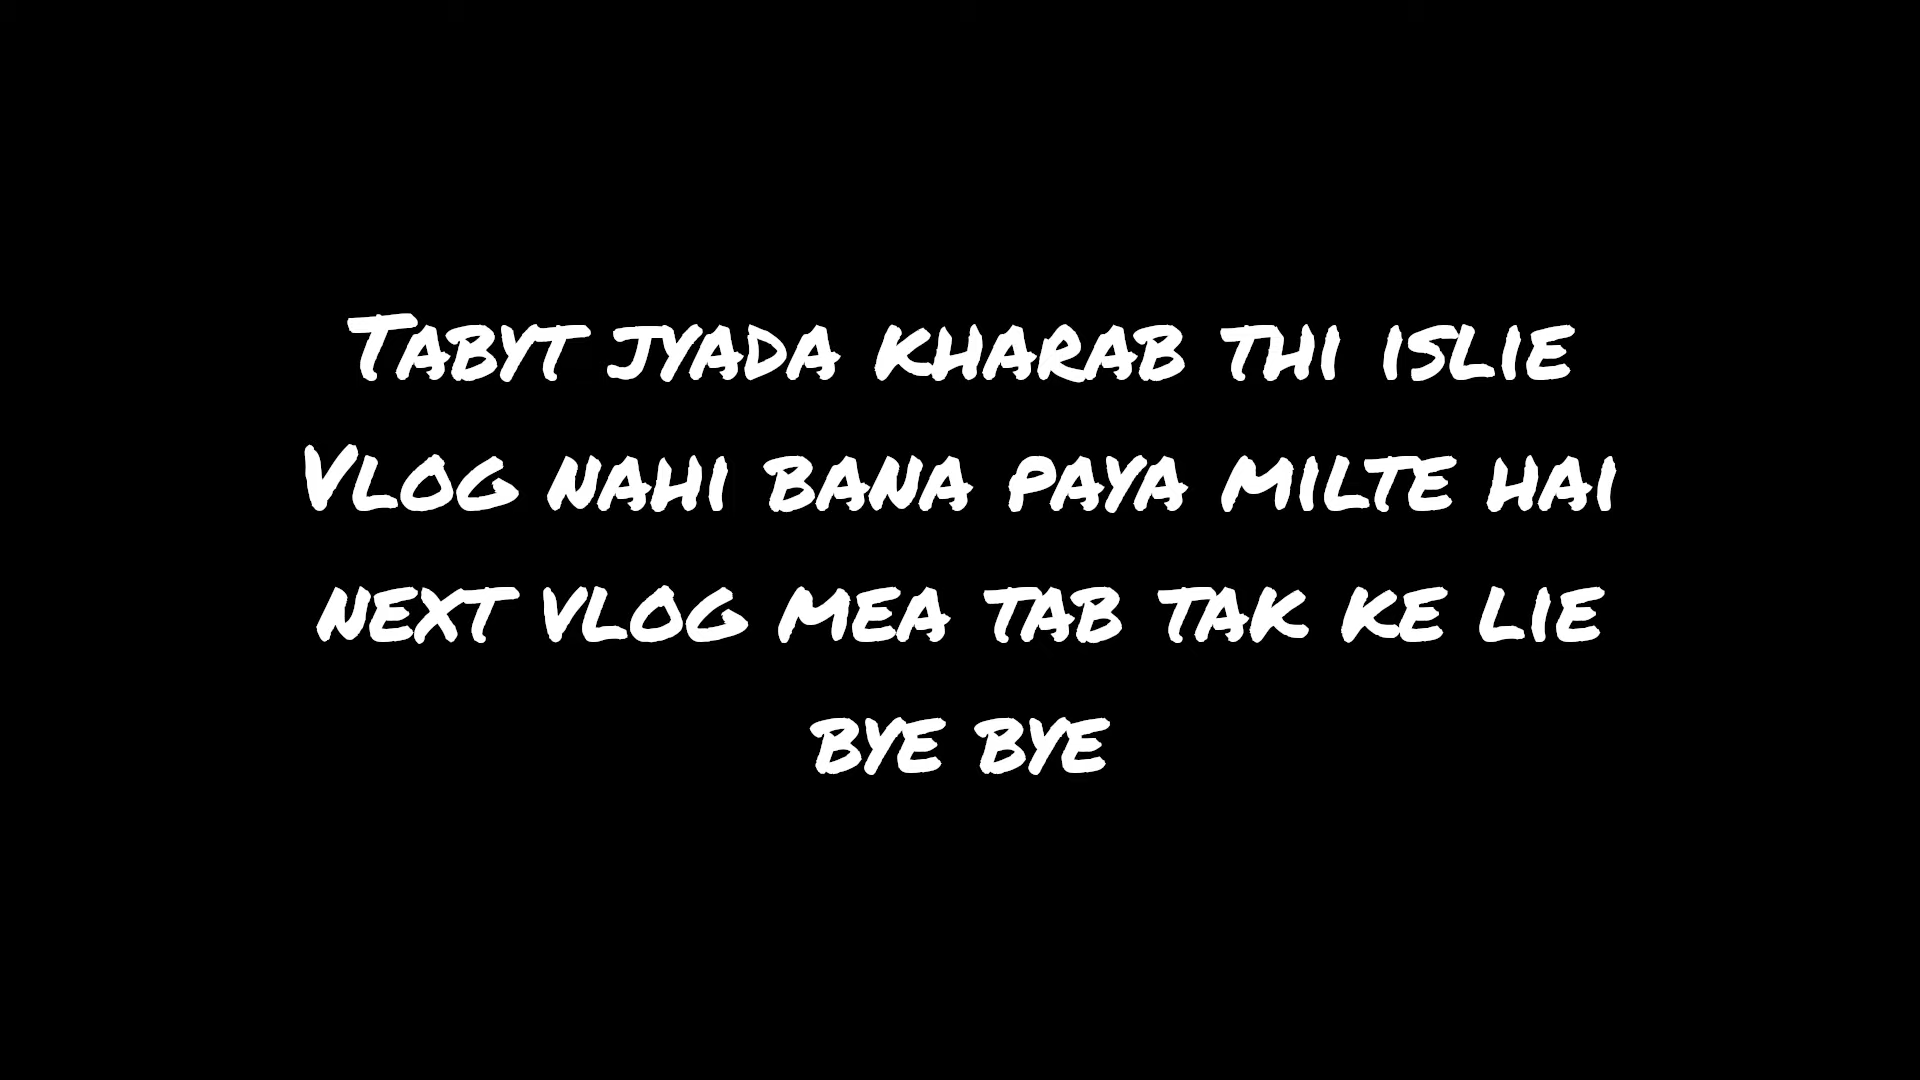 Tabyt jyada kharab thi islie
Vlog nahi bana paya milte hai
next vlog mea tab tak ke lie
bye bye